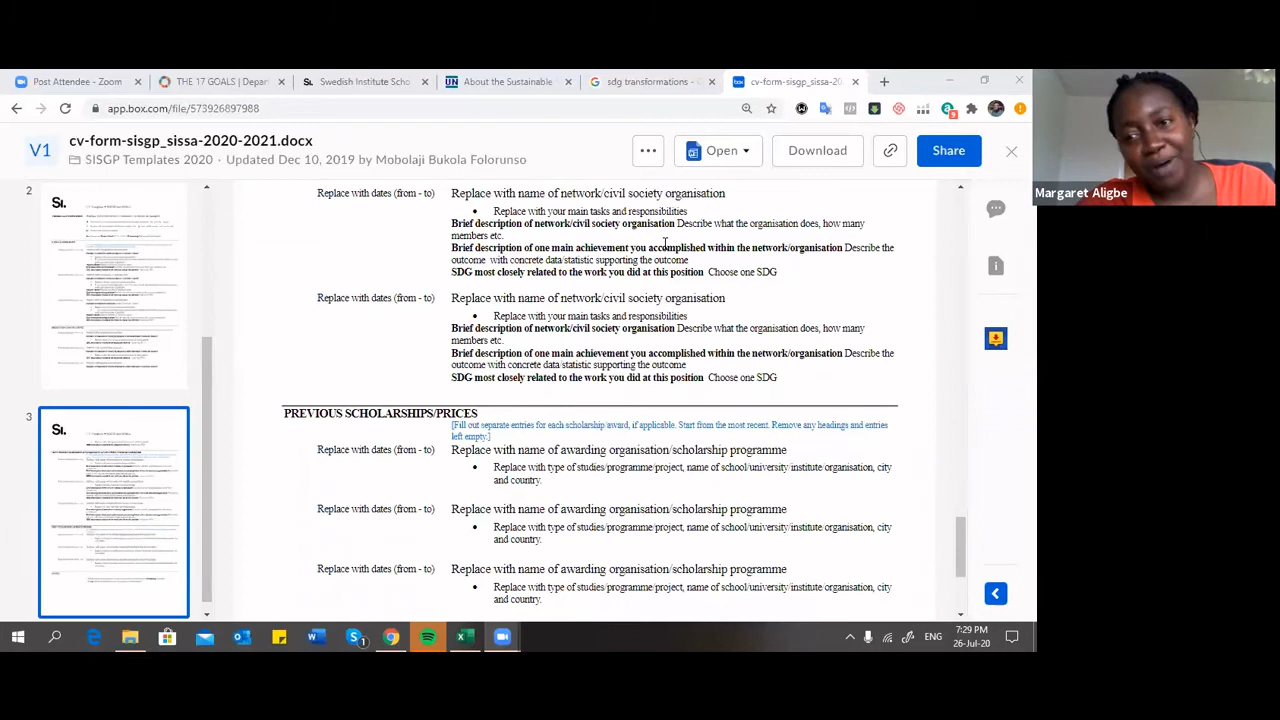 Post Attendee - Zoom
THE 17 GOALS | Depar
Swedish Institute Scho
About the Sustainable
sdg transformations - G
cv-form-sisgp_sissa-202
app.box.com/file/573926897988
V1
cv-form-sisgp_sissa-2020-2021.docx
SISGP Templates 2020 · Updated Dec 10, 2019 by Mobolaji Bukola Folorunso
Open
Download
Share
Margaret Aligbe
2
SI.
3
SI.
Replace with dates (from - to)
Replace with name of network/civil society organisation
Replace with your main tasks and responsibilities
Brief description of network/civil society organisation Describe what the organisation does, how many
members etc.
Brief description of an achievement you accomplished within the network/organisation Describe the
outcome with concrete data/statistic supporting the outcome
SDG most closely related to the work you did at this position Choose one SDG
Replace with dates (from - to)
Replace with name of network/civil society organisation
Replace with your main tasks and responsibilities
Brief description of network/civil society organisation Describe what the organisation does, how many
members etc.
Brief description of an achievement you accomplished within the network/organisation Describe the
outcome with concrete data/statistic supporting the outcome
SDG most closely related to the work you did at this position Choose one SDG
PREVIOUS SCHOLARSHIPS/PRICES
[Fill out separate entries for each scholarship award, if applicable. Start from the most recent. Remove any headings and entries
left empty.]
Replace with dates (from - to)
Replace with name of awarding organisation/scholarship programme
Replace with type of studies/programme/project, name of school/university/institute/organisation, city
and country.
Replace with dates (from - to)
Replace with name of awarding organisation/scholarship programme
Replace with type of studies/programme/project, name of school/university/institute/organisation, city
and country.
Replace with dates (from - to)
Replace with name of awarding organisation/scholarship programme
Replace with type of studies/programme/project, name of school/university/institute/organisation, city
and country.
ENG
7:29 PM
26-Jul-20